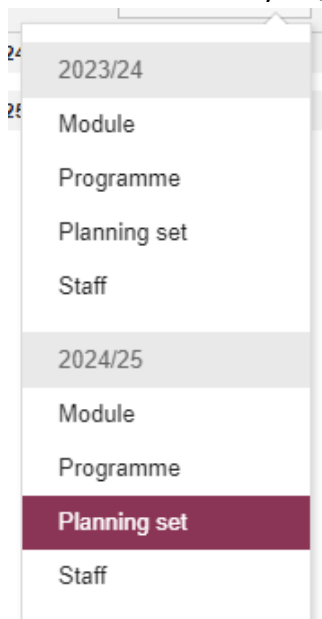 2023/24
Module
Programme
Planning set
Staff
2024/25
Module
Programme
Planning set
Staff